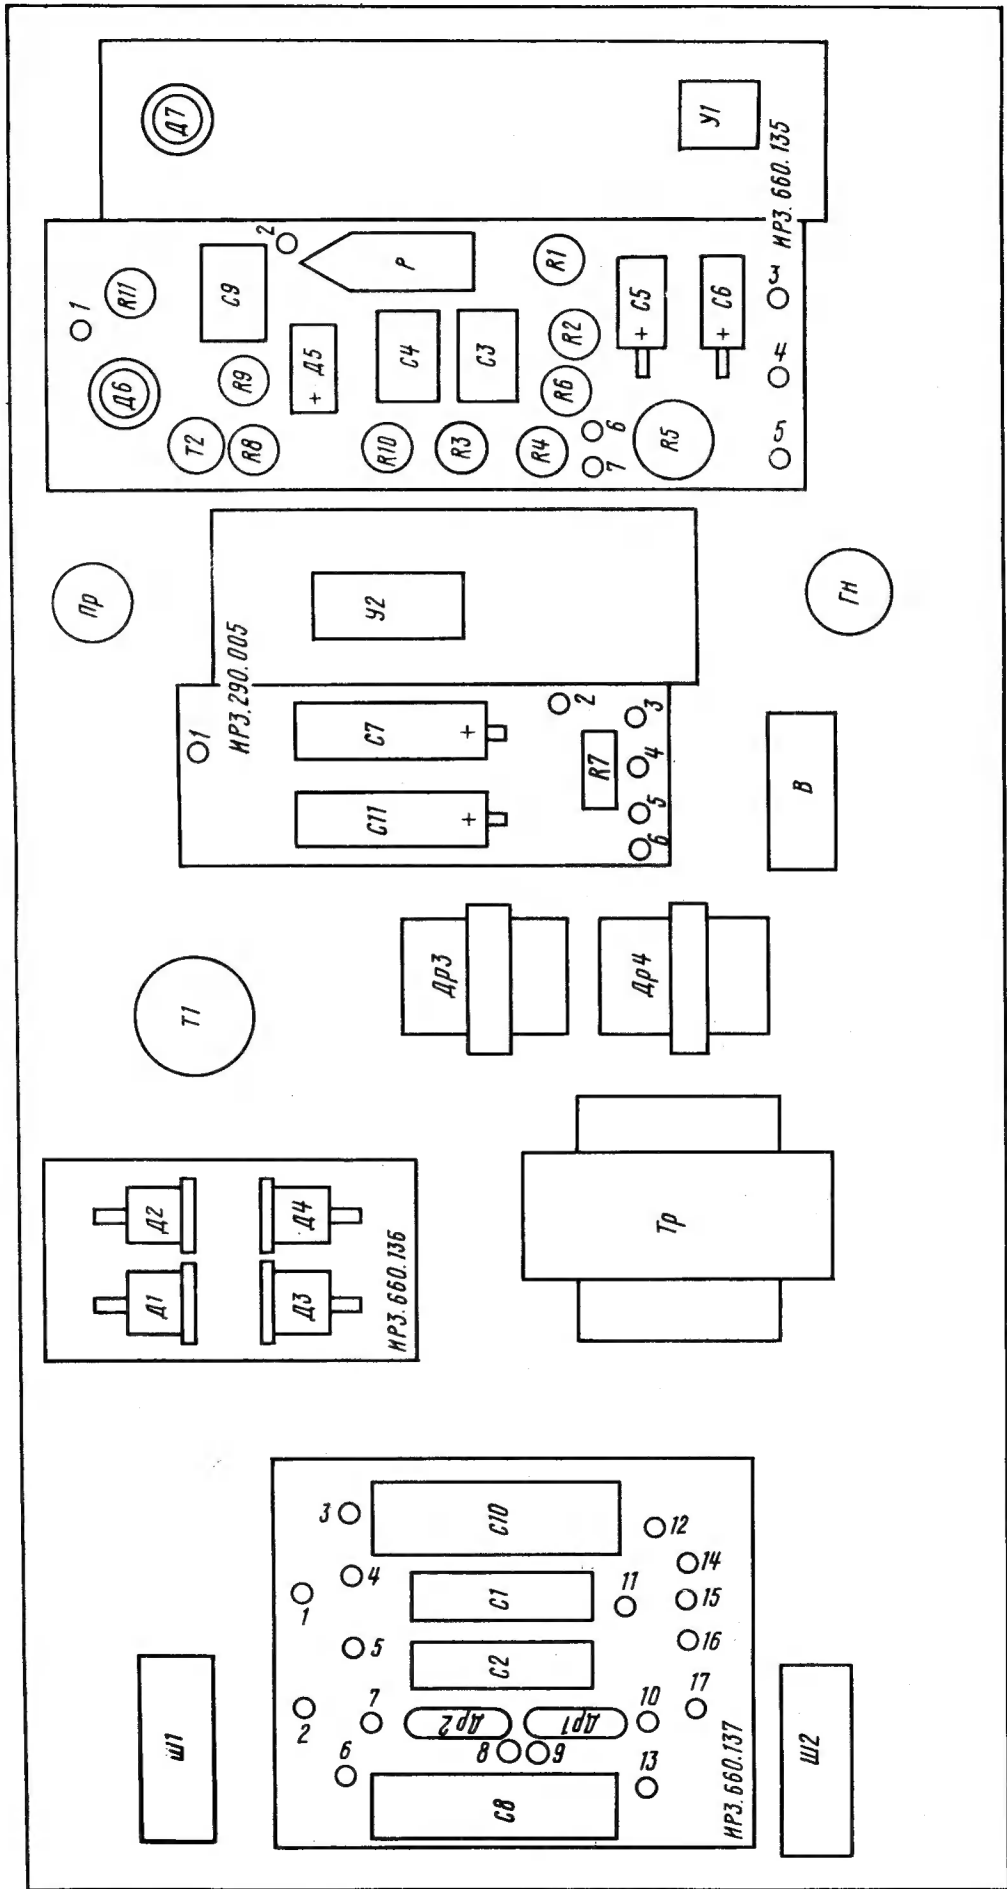 Д7
У1
ИР3.660.135
1
R11
С9
2
Р
R1
+ С5
+ С6
3
Д6
R9
+ Д5
С4
С3
R2
R6
4
Т2
R8
R10
R3
R4
6
7
R5
5
Пр
У2
Гн
ИР3.290.005
1
С7 +
2
3
R7
4
С11 +
5
6
В
Т1
Др3
Др4
Д2
Д4
Д1
Д3
ИР3.660.136
Тр
3
С10
12
4
14
1
С1
11
15
5
С2
16
2
7
Др2
Др1
10
17
6
8
9
13
С8
ИР3.660.137
Ш1
Ш2